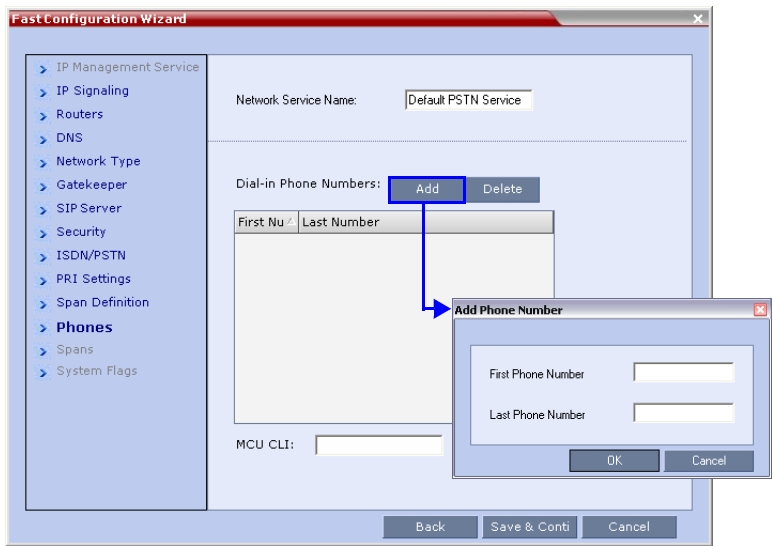 Fast Configuration Wizard
IP Management Service
IP Signaling
Routers
DNS
Network Type
Gatekeeper
SIP Server
Security
ISDN/PSTN
PRI Settings
Span Definition
Phones
Spans
System Flags
Network Service Name: Default PSTN Service
Dial-in Phone Numbers: Add Delete
First Nu Last Number
MCU CLI:
Add Phone Number
First Phone Number
Last Phone Number
OK Cancel
Back Save & Conti Cancel